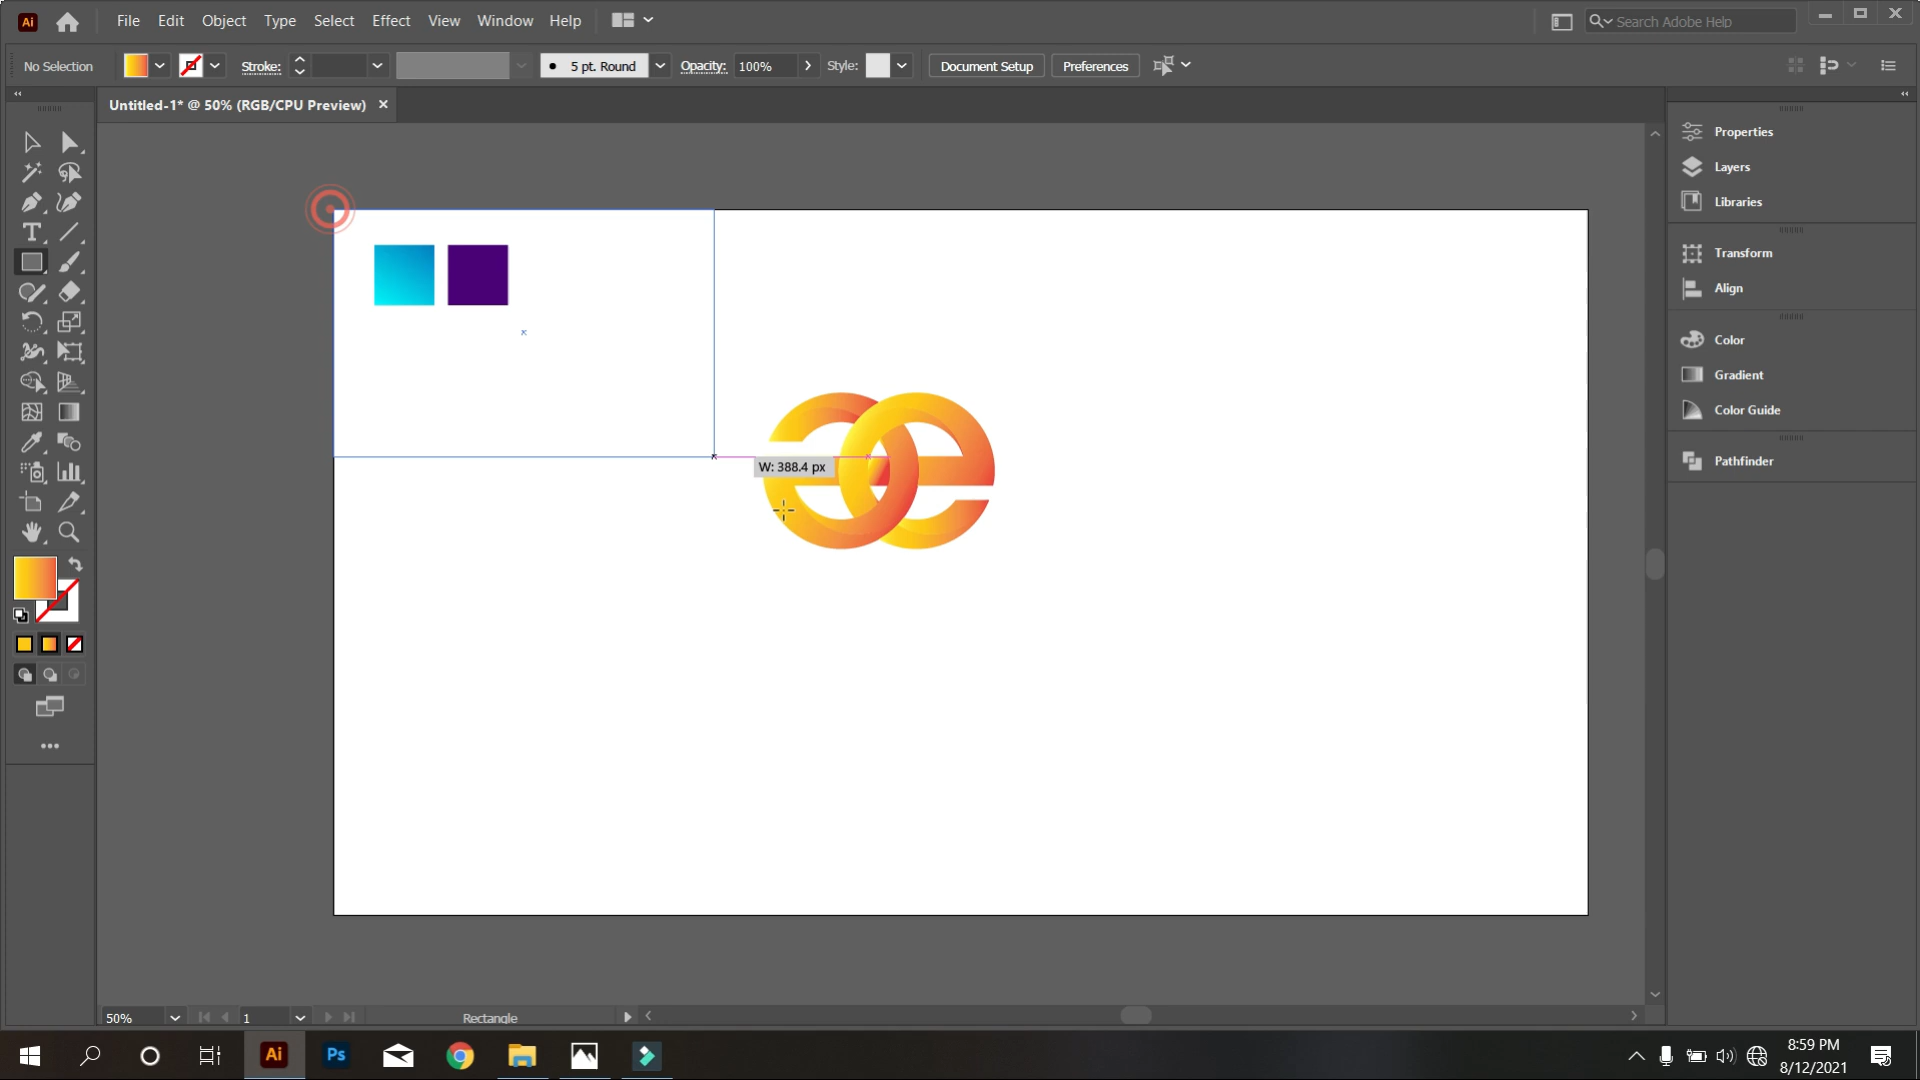 Ai File Edit Object Type Select Effect View Window Help Search Adobe Help
No Selection Stroke: 5 pt. Round Opacity: 100% Style: Document Setup Preferences
Untitled-1* @ 50% (RGB/CPU Preview)
Properties
Layers
Libraries
Transform
Align
Color
Gradient
Color Guide
Pathfinder
W: 388.4 px
ee
50% 1 Rectangle
Ai Ps 8:59 PM
8/12/2021